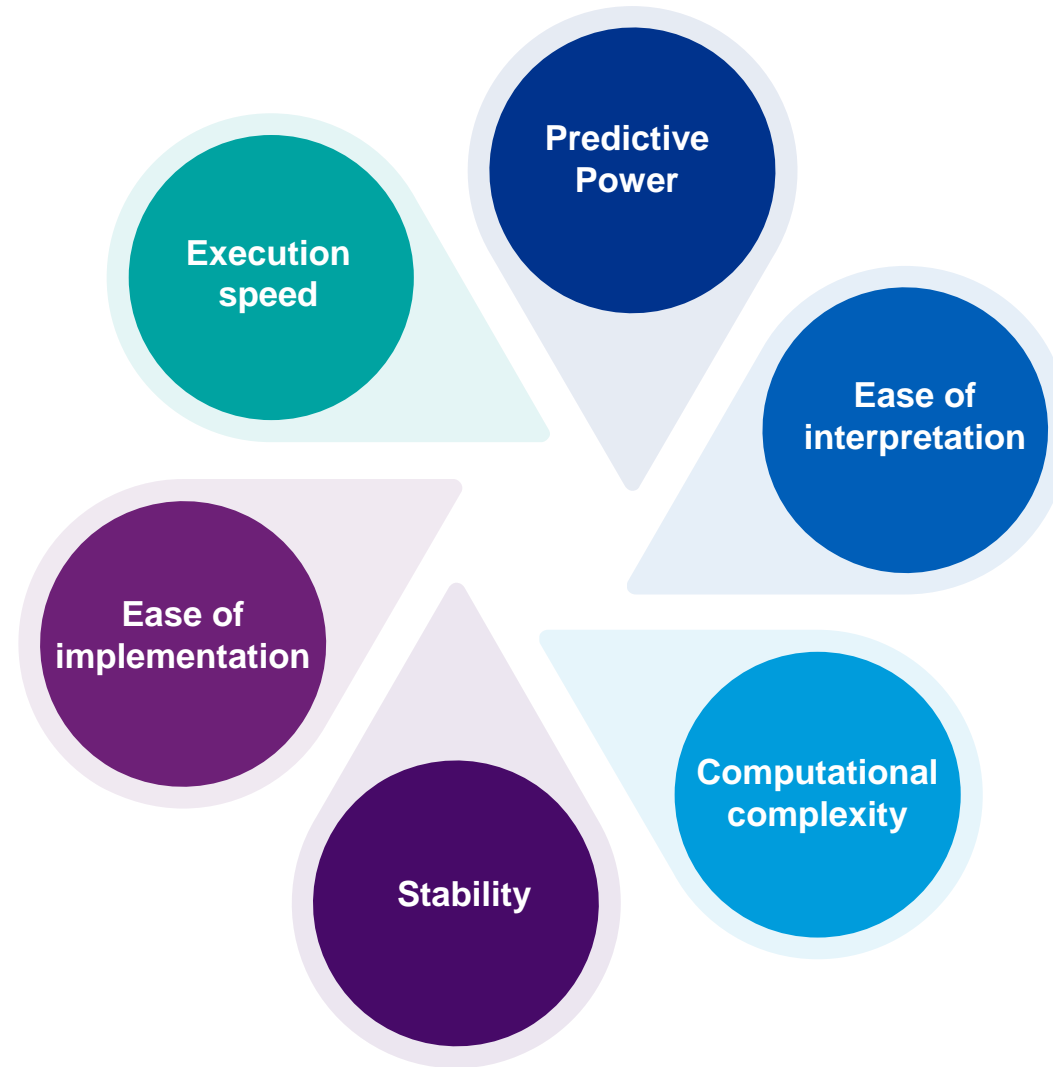 Predictive
Power
Execution
speed
Ease of
interpretation
Ease of
implementation
Computational
complexity
Stability